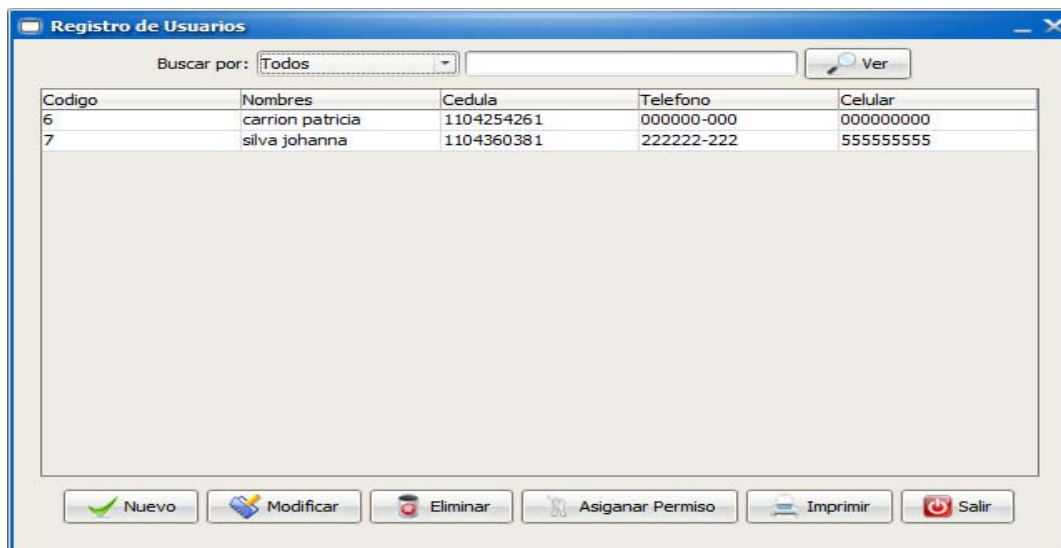 Registro de Usuarios
Buscar por: Todos Ver
Codigo Nombres Cedula Telefono Celular
6 carrion patricia 1104254261 000000-000 000000000
7 silva johanna 1104360381 222222-222 555555555
Nuevo Modificar Eliminar Asiganar Permiso Imprimir Salir